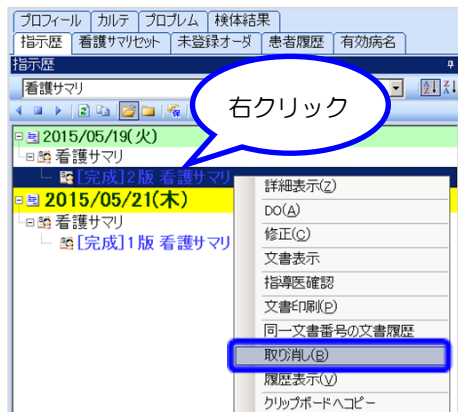 プロフィール カルテ プロブレム 検体結果
指示歴 看護サマリセット 未登録オーダ 患者履歴 有効病名
指示歴
看護サマリ
右クリック
2015/05/19(火)
看護サマリ
[完成]2版 看護サマリ
2015/05/21(木)
看護サマリ
[完成]1版 看護サマリ
詳細表示(Z)
DO(A)
修正(C)
文書表示
指導医確認
文書印刷(P)
同一文書番号の文書履歴
取り消し(B)
履歴表示(V)
クリップボードへコピー